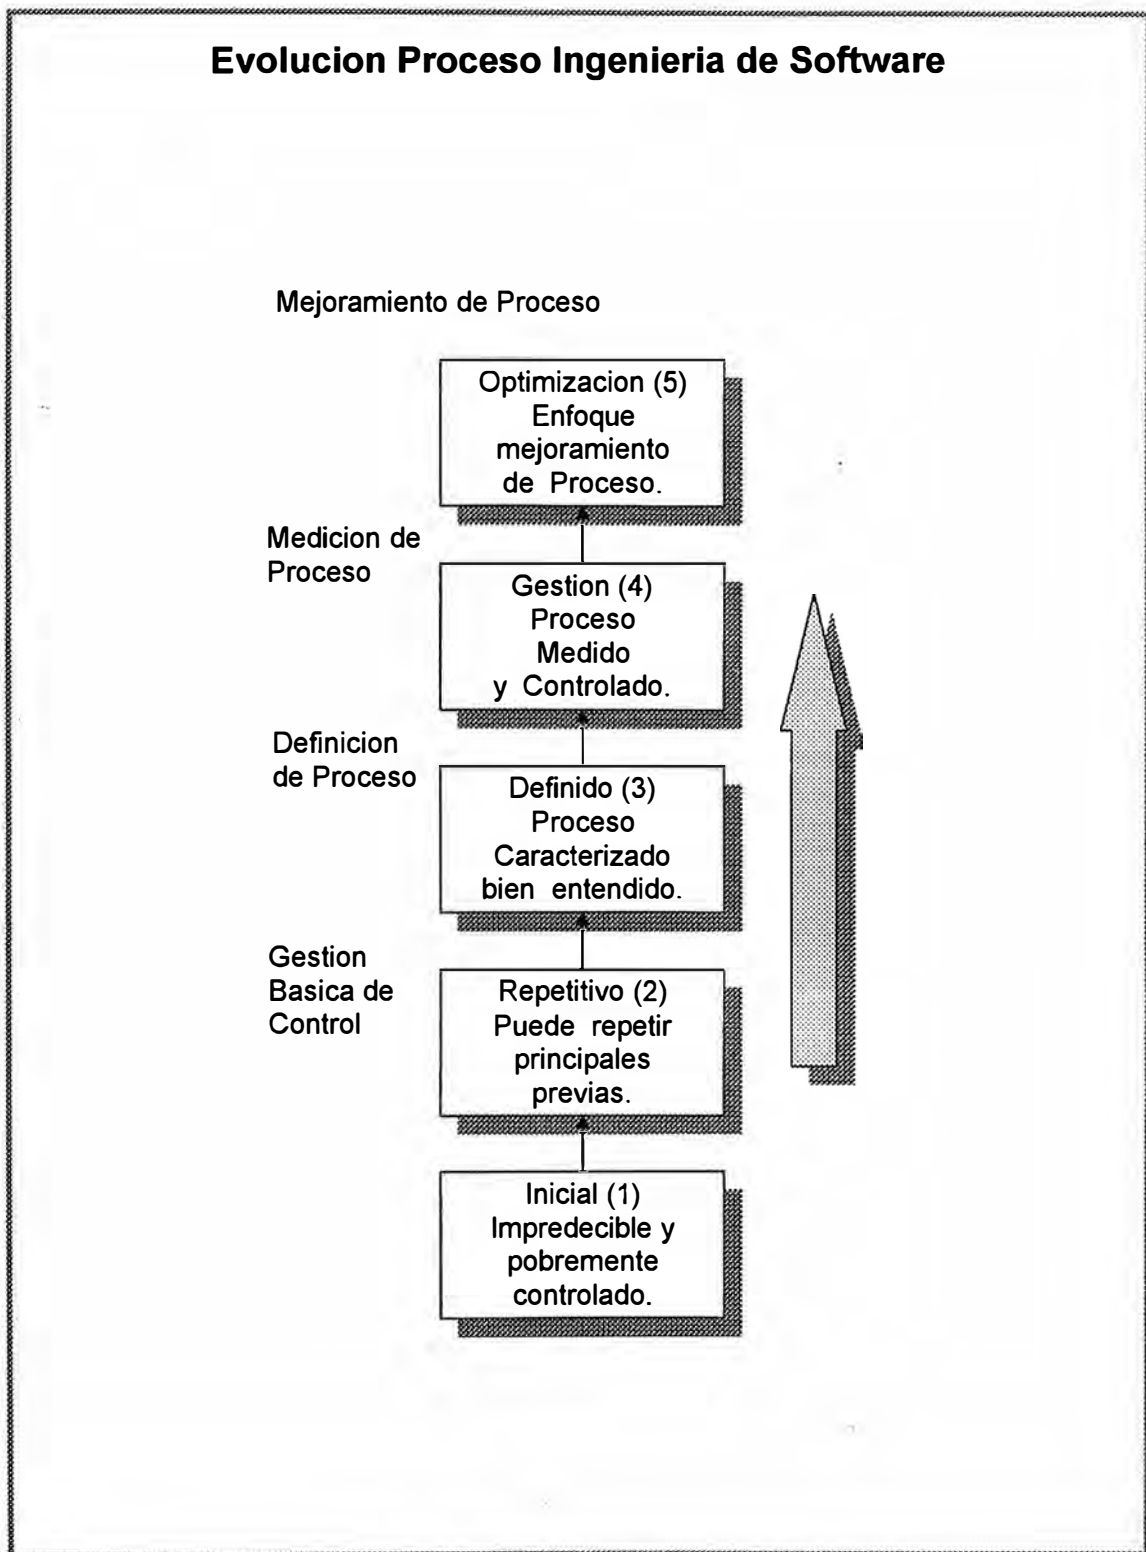 Evolucion Proceso Ingenieria de Software
Mejoramiento de Proceso
Optimizacion (5)
Enfoque
mejoramiento
de Proceso.
Medicion de
Proceso
Gestion (4)
Proceso
Medido
y Controlado.
Definicion
de Proceso
Definido (3)
Proceso
Caracterizado
bien entendido.
Gestion
Basica de
Control
Repetitivo (2)
Puede repetir
principales
previas.
Inicial (1)
Impredecible y
pobremente
controlado.